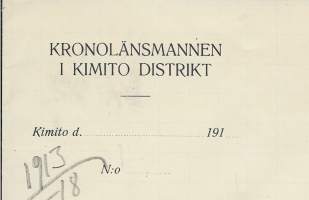 KRONOLÄNSMANNEN
I KIMITO DISTRIKT
Kimito d. 191
N:o
1913
18